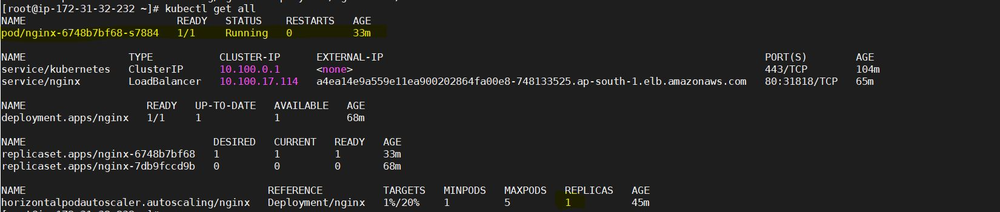 [root@ip-172-31-32-232 ~]# kubectl get all
NAME                         READY   STATUS    RESTARTS   AGE
pod/nginx-6748b7bf68-s7884   1/1     Running   0          33m
NAME                 TYPE           CLUSTER-IP     EXTERNAL-IP                                                               PORT(S)        AGE
service/kubernetes   ClusterIP      10.100.0.1     <none>                                                                    443/TCP        104m
service/nginx        LoadBalancer   10.100.17.114  a4ea14e9a559e11ea900202864fa00e8-748133525.ap-south-1.elb.amazonaws.com   80:31818/TCP   65m
NAME                    READY   UP-TO-DATE   AVAILABLE   AGE
deployment.apps/nginx   1/1     1            1           68m
NAME                               DESIRED   CURRENT   READY   AGE
replicaset.apps/nginx-6748b7bf68   1         1         1       33m
replicaset.apps/nginx-7db9fccd9b   0         0         0       68m
NAME                                        REFERENCE          TARGETS   MINPODS   MAXPODS   REPLICAS   AGE
horizontalpodautoscaler.autoscaling/nginx   Deployment/nginx   1%/20%    1         5         1          45m